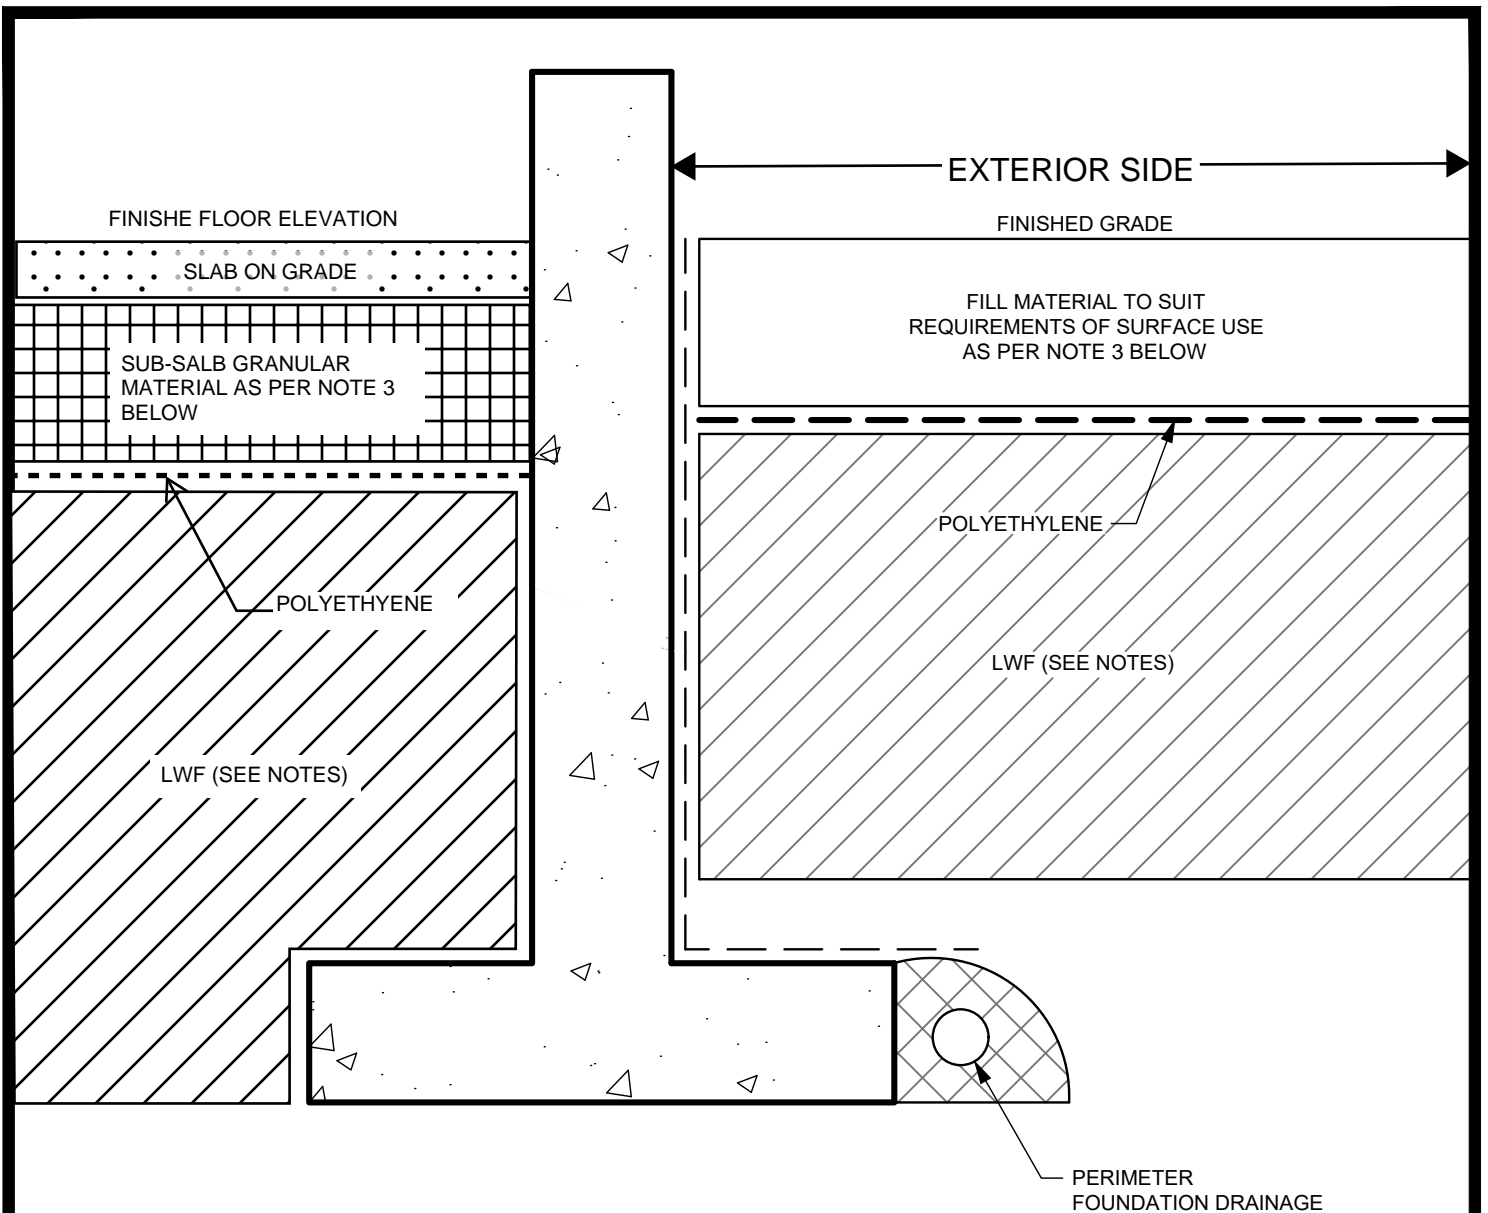 EXTERIOR SIDE
FINISHE FLOOR ELEVATION
FINISHED GRADE
SLAB ON GRADE
FILL MATERIAL TO SUIT
REQUIREMENTS OF SURFACE USE
AS PER NOTE 3 BELOW
SUB-SALB GRANULAR
MATERIAL AS PER NOTE 3
BELOW
POLYETHYLENE
POLYETHYENE
LWF (SEE NOTES)
LWF (SEE NOTES)
PERIMETER
FOUNDATION DRAINAGE